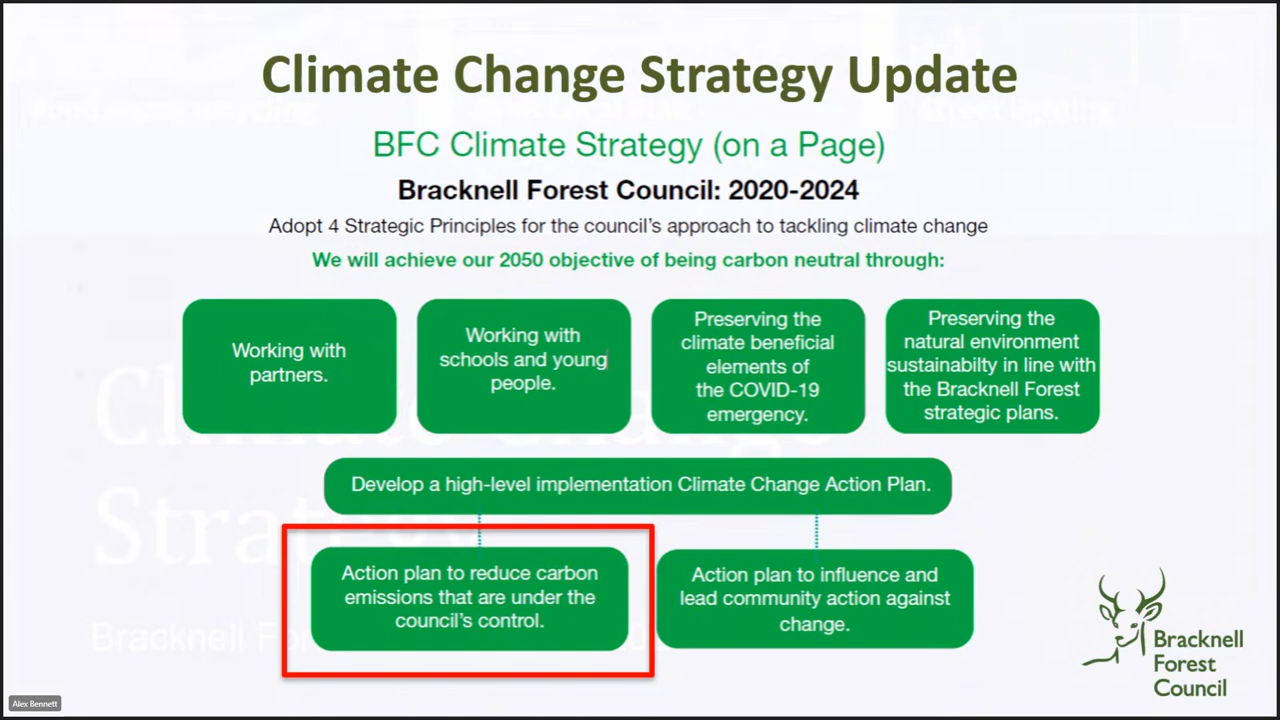 Climate Change Strategy Update
BFC Climate Strategy (on a Page)
Bracknell Forest Council: 2020-2024
Adopt 4 Strategic Principles for the council's approach to tackling climate change
We will achieve our 2050 objective of being carbon neutral through:
Working with
partners.
Working with
schools and young
people.
Preserving the
climate beneficial
elements of
the COVID-19
emergency.
Preserving the
natural environment
sustainabilty in line with
the Bracknell Forest
strategic plans.
Develop a high-level implementation Climate Change Action Plan.
Action plan to reduce carbon
emissions that are under the
council's control.
Action plan to influence and
lead community action against
change.
Bracknell
Forest
Council
Alex Bennett